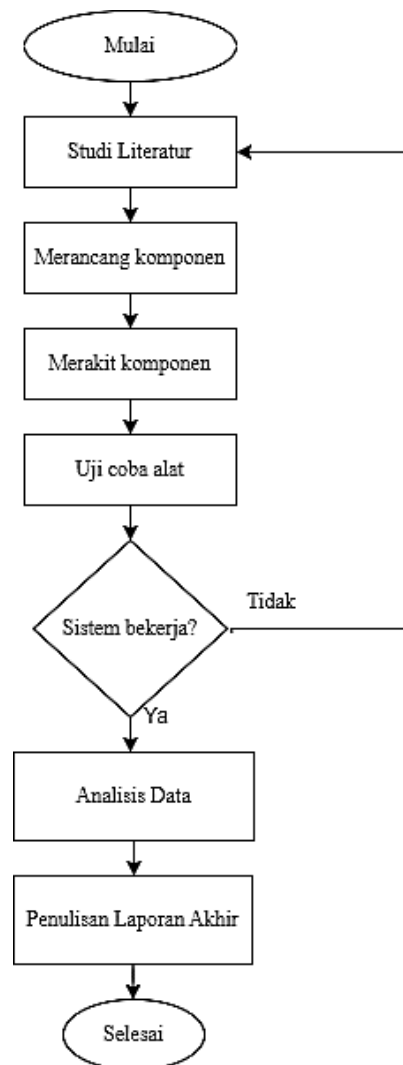 Mulai
Studi Literatur
Merancang komponen
Merakit komponen
Uji coba alat
Sistem bekerja?
Tidak
Ya
Analisis Data
Penulisan Laporan Akhir
Selesai